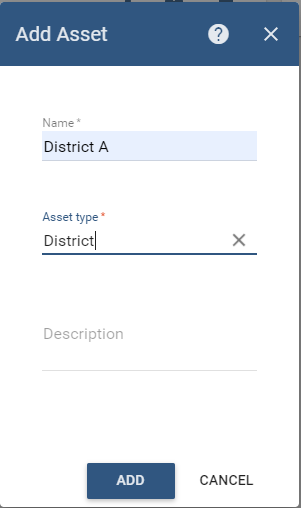 Add Asset
Name *
District A
Asset type *
District
Description
ADD CANCEL